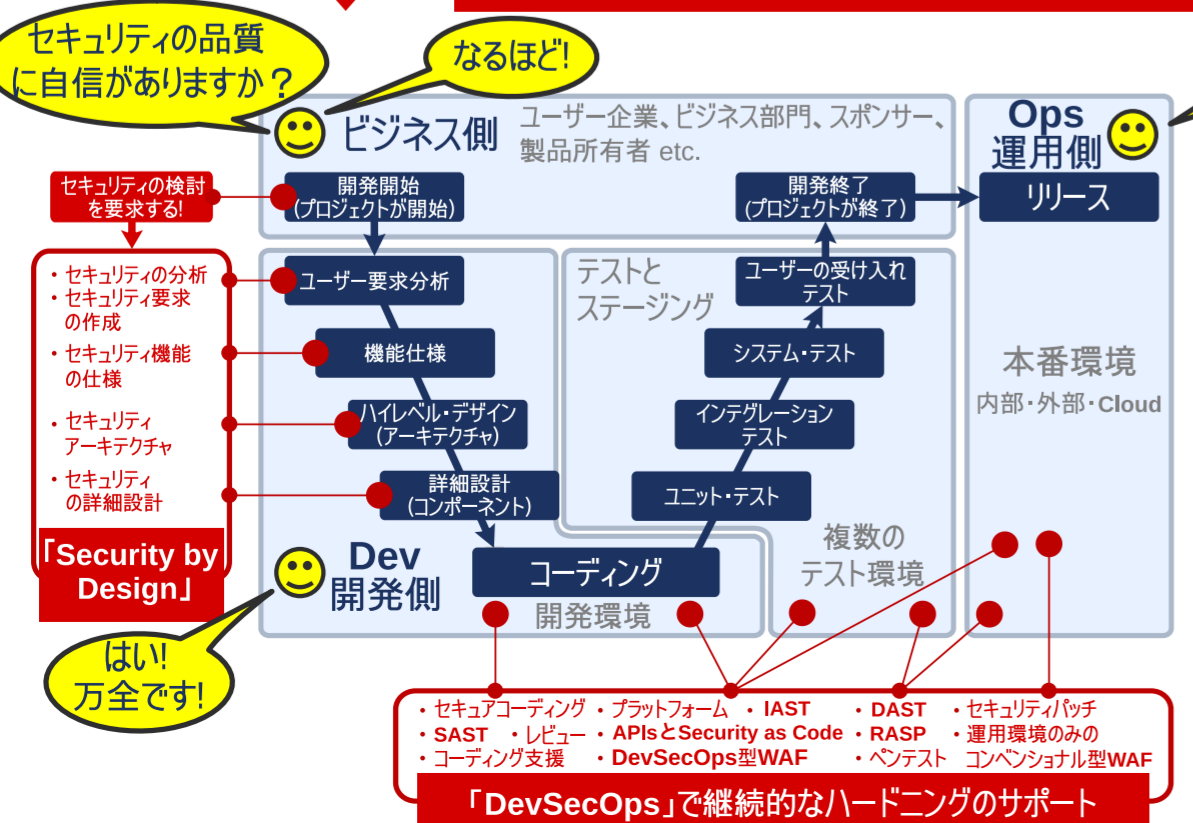 セキュリティの品質
に自信がありますか？
なるほど!
ビジネス側
ユーザー企業、ビジネス部門、スポンサー、
製品所有者 etc.
Ops
運用側
セキュリティの検討
を要求する!
開発開始
(プロジェクトが開始)
開発終了
(プロジェクトが終了)
リリース
・セキュリティの分析
・セキュリティ要求
の作成
・セキュリティ機能
の仕様
・セキュリティ
アーキテクチャ
・セキュリティ
の詳細設計
「Security by
Design」
ユーザー要求分析
機能仕様
ハイレベル・デザイン
(アーキテクチャ)
詳細設計
(コンポーネント)
テストと
ステージング
ユーザーの受け入れ
テスト
システム・テスト
インテグレーション
テスト
ユニット・テスト
本番環境
内部・外部・Cloud
複数の
テスト環境
Dev
開発側
コーディング
開発環境
はい!
万全です!
・セキュアコーディング
・SAST ・レビュー
・コーディング支援
・プラットフォーム ・IAST
・APIsとSecurity as Code
・DevSecOps型WAF
・DAST
・RASP
・ペンテスト
・セキュリティパッチ
・運用環境のみの
コンベンショナル型WAF
「DevSecOps」で継続的なハードニングのサポート